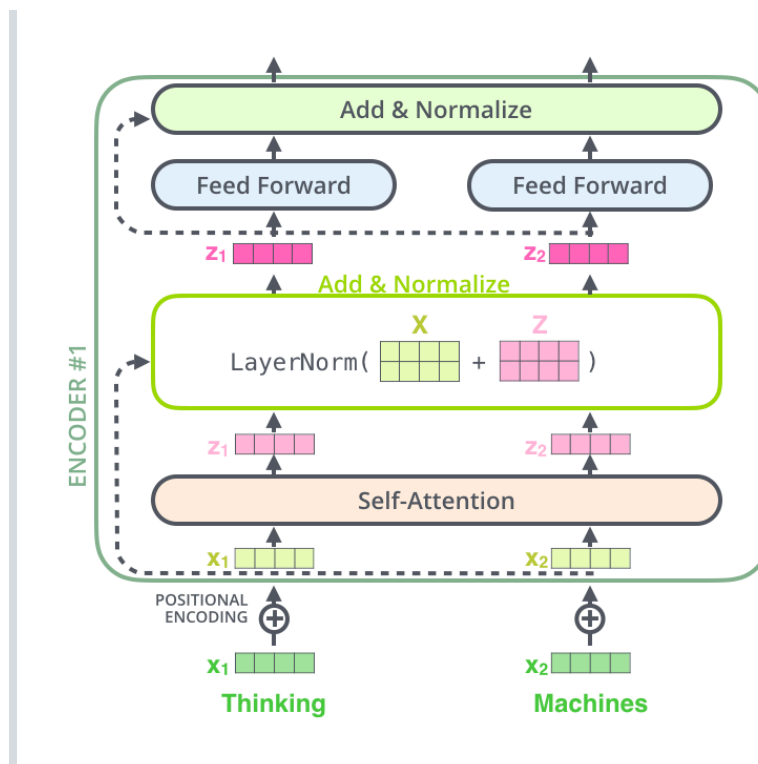 Add & Normalize
Feed Forward Feed Forward
z1 z2
Add & Normalize
X Z
LayerNorm( + )
ENCODER #1
z1 z2
Self-Attention
x1 x2
POSITIONAL
ENCODING
x1 x2
Thinking Machines